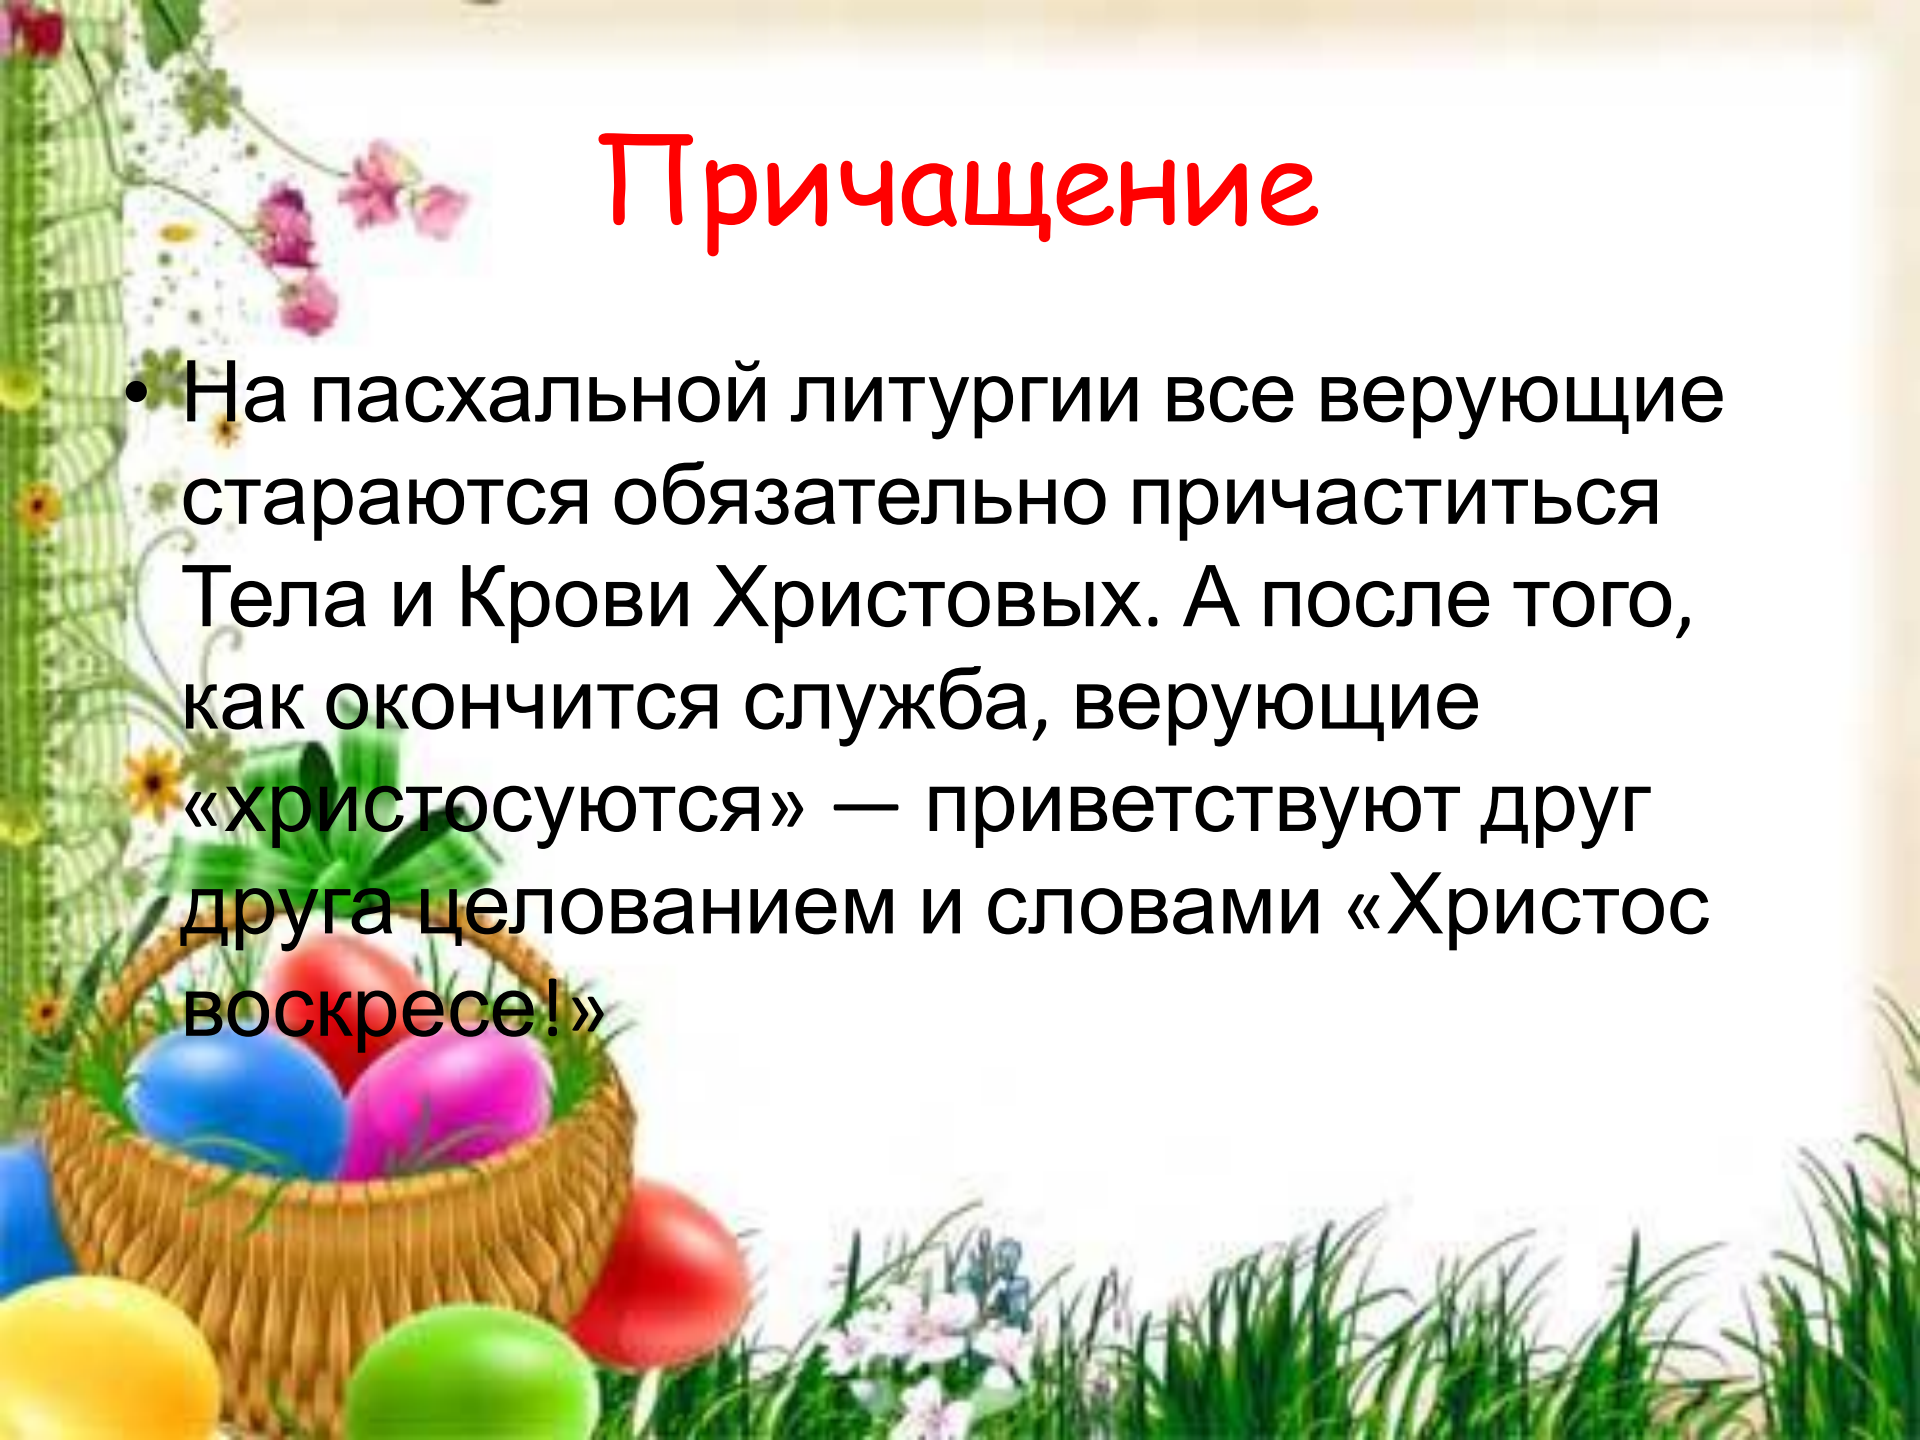 Причащение
• На пасхальной литургии все верующие
стараются обязательно причаститься
Тела и Крови Христовых. А после того,
как окончится служба, верующие
«христосуются» — приветствуют друг
друга целованием и словами «Христос
воскресе!»